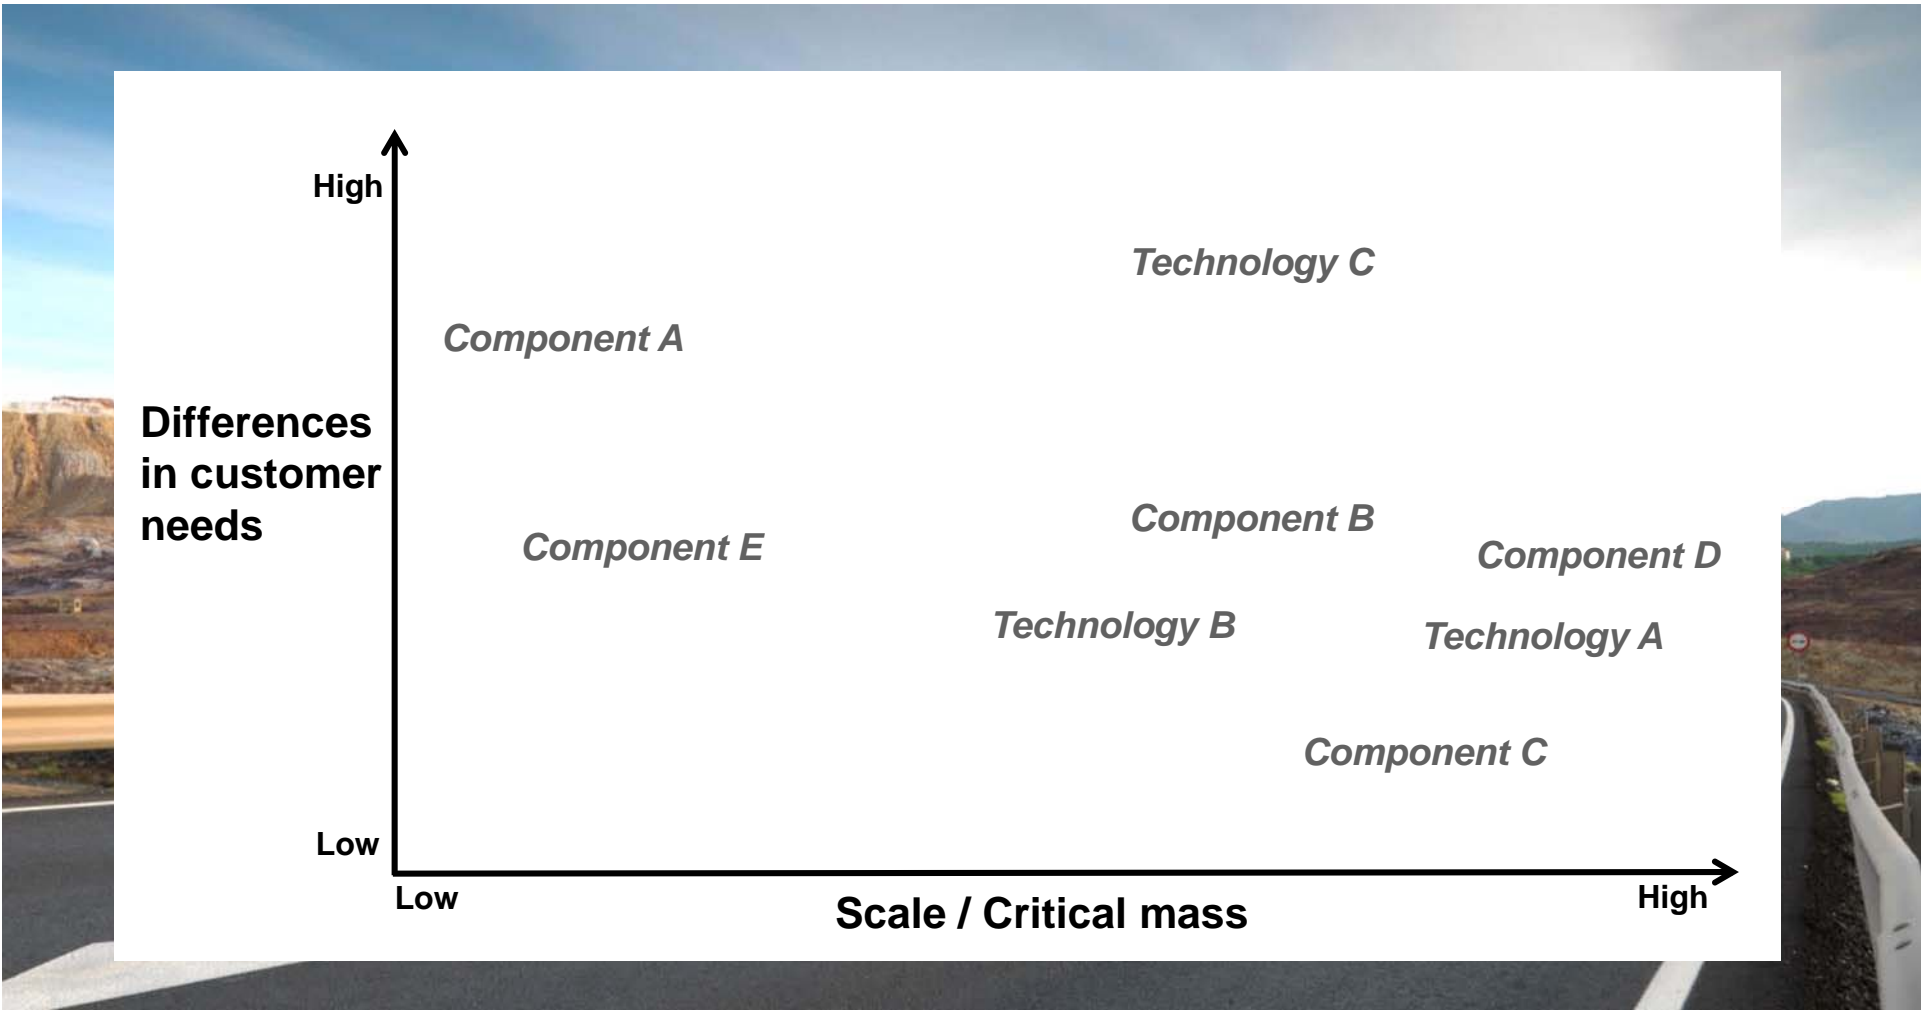 High
Technology C
Component A
Differences
in customer
needs
Component B
Component E
Component D
Technology B
Technology A
Component C
Low
Low
High
Scale / Critical mass